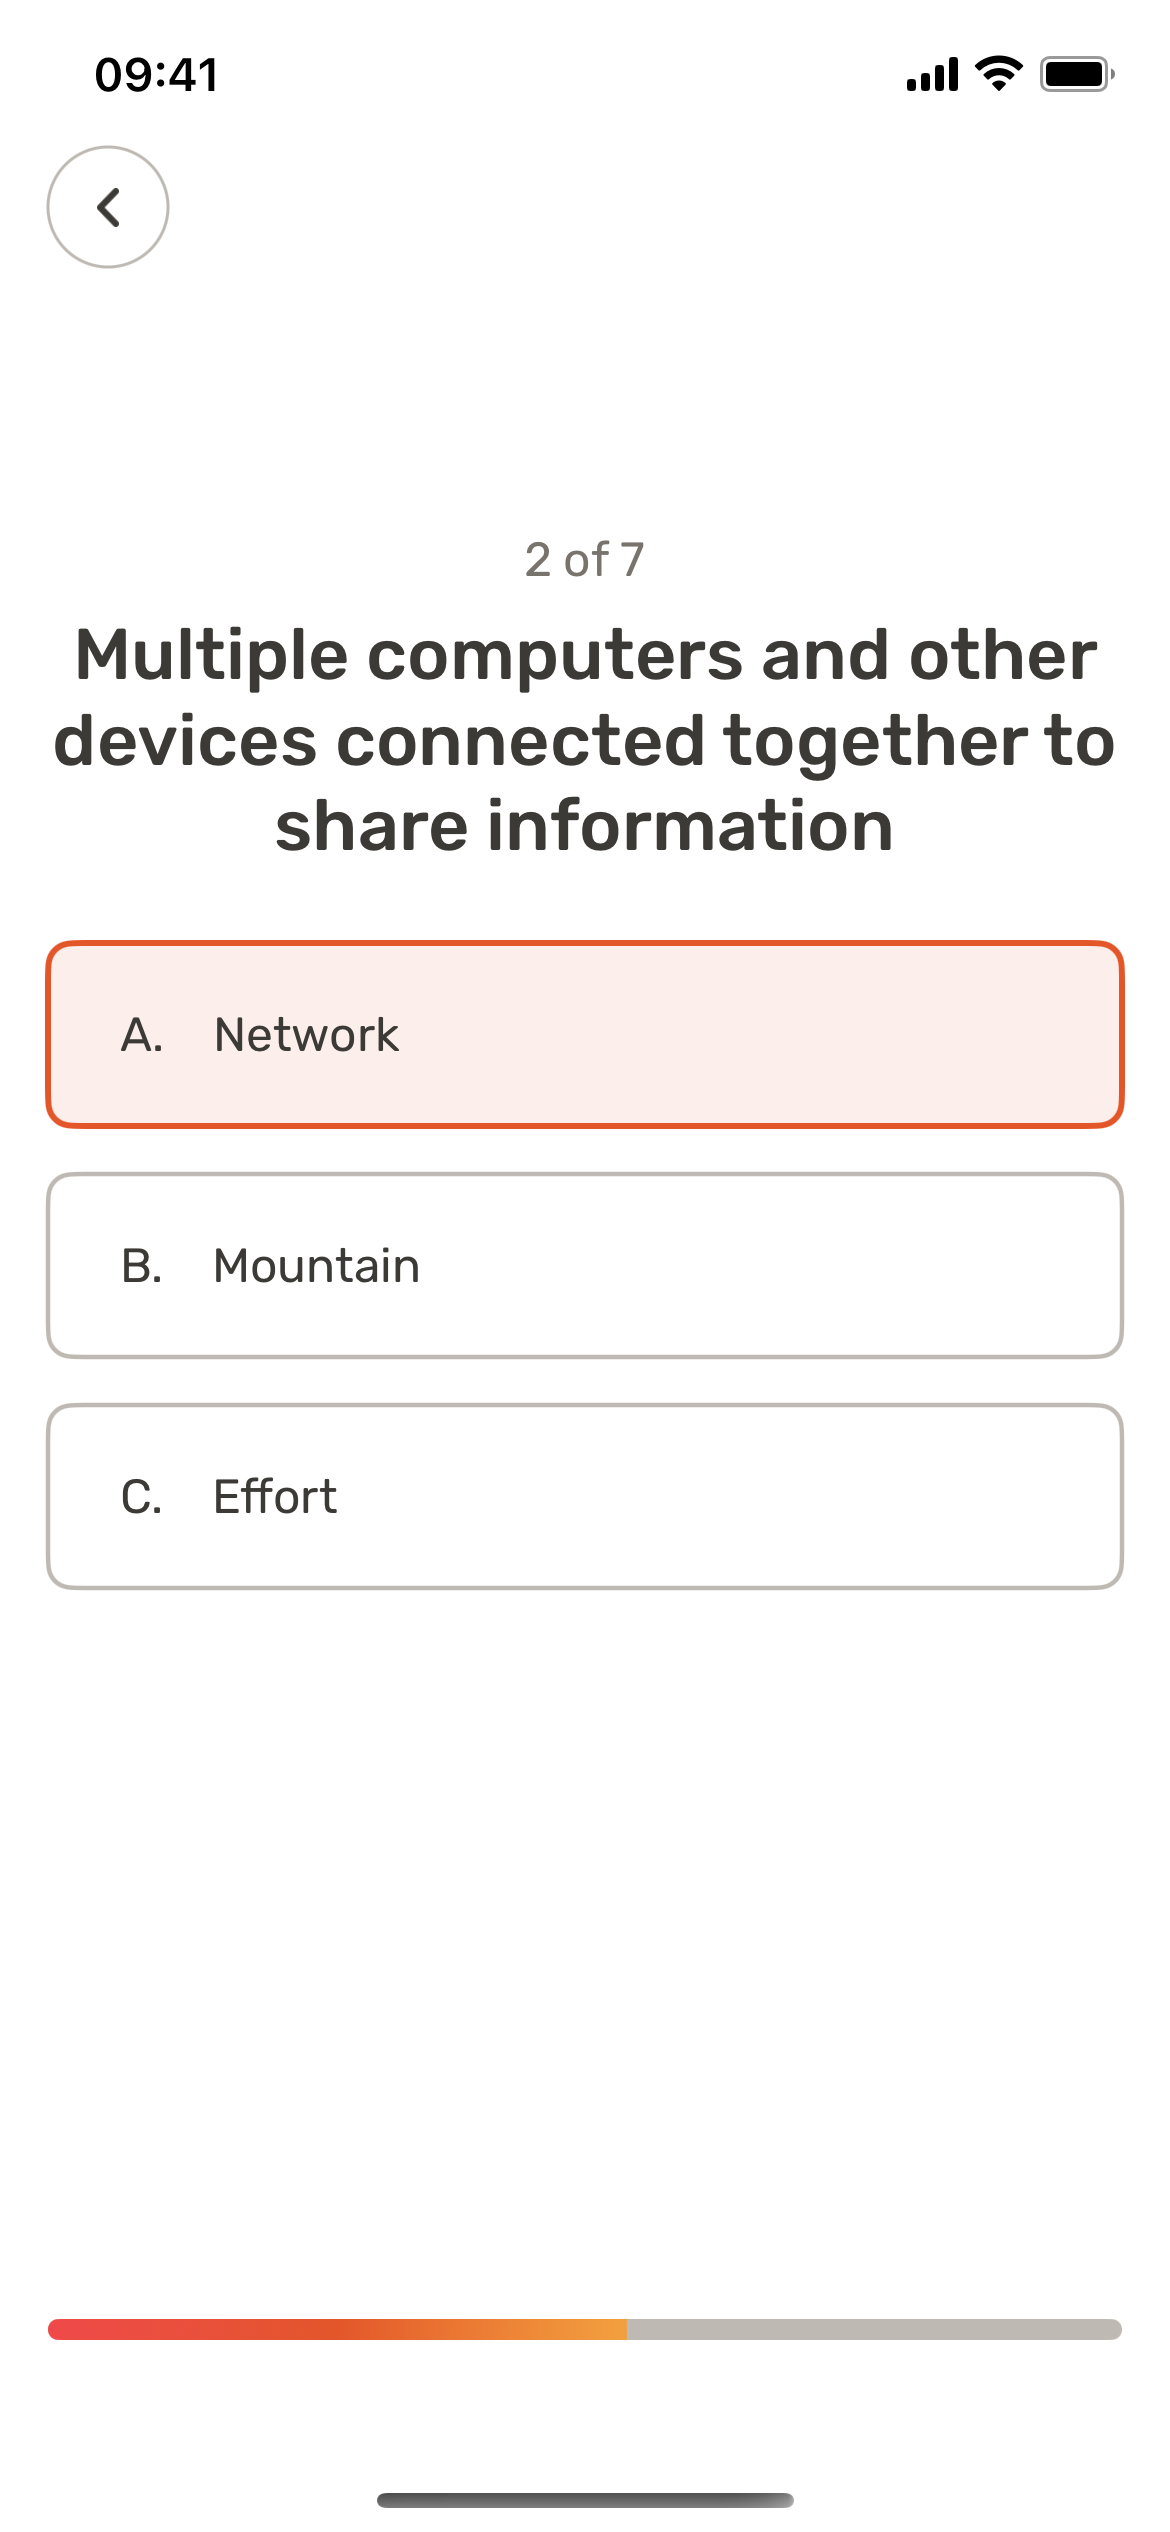 09:41
2 of 7
Multiple computers and other
devices connected together to
share information
A. Network
B. Mountain
C. Effort